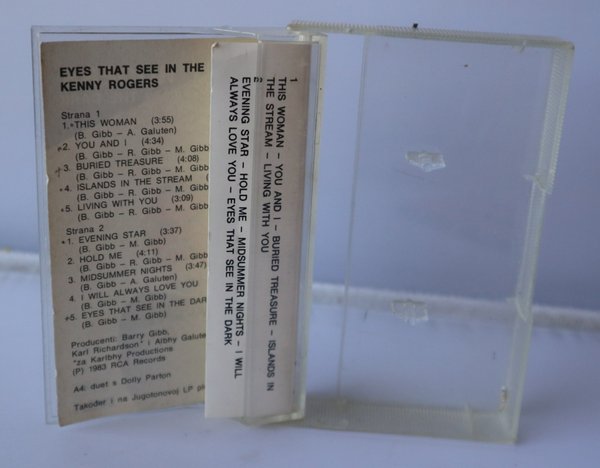 EYES THAT SEE IN THE
KENNY ROGERS
Strana 1
1. THIS WOMAN (3:55)
(B. Gibb – A. Galuten)
2. YOU AND I (4:34)
(B. Gibb – R. Gibb – M. Gibb
3. BURIED TREASURE (4:08)
(B. Gibb – R. Gibb – M. Gibb
4. ISLANDS IN THE STREAM
(B. Gibb – R. Gibb – M. Gibb
5. LIVING WITH YOU (3:09)
(B. Gibb – R. Gibb – M. Gibb
Strana 2
1. EVENING STAR (3:37)
(B. Gibb – M. Gibb)
2. HOLD ME (4:11)
(B. Gibb)
3. MIDSUMMER NIGHTS (3:47)
(B. Gibb – A. Galuten)
4. I WILL ALWAYS LOVE YOU
(B. Gibb – M. Gibb)
5. EYES THAT SEE IN THE DAR
(B. Gibb – M. Gibb)
Producenti: Barry Gibb,
Karl Richardson* i Albhy Galute
*za Karlbhy Productions
(P) 1983 RCA Records
A4: duet s Dolly Parton
Također i na Jugotonovoj LP pl
1
THIS WOMAN – YOU AND I – BURIED TREASURE – ISLANDS IN
THE STREAM – LIVING WITH YOU
2
EVENING STAR – HOLD ME – MIDSUMMER NIGHTS – I WILL
ALWAYS LOVE YOU – EYES THAT SEE IN THE DARK